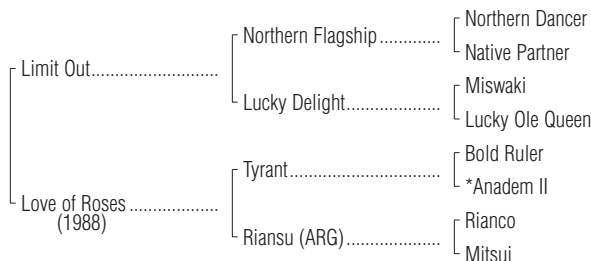 Northern Dancer
Northern Flagship............
Native Partner
Limit Out.........................
Miswaki
Lucky Delight...................
Lucky Ole Queen
Bold Ruler
Tyrant..............................
*Anadem II
Love of Roses .................
(1988)
Rianco
Riansu (ARG)..................
Mitsui